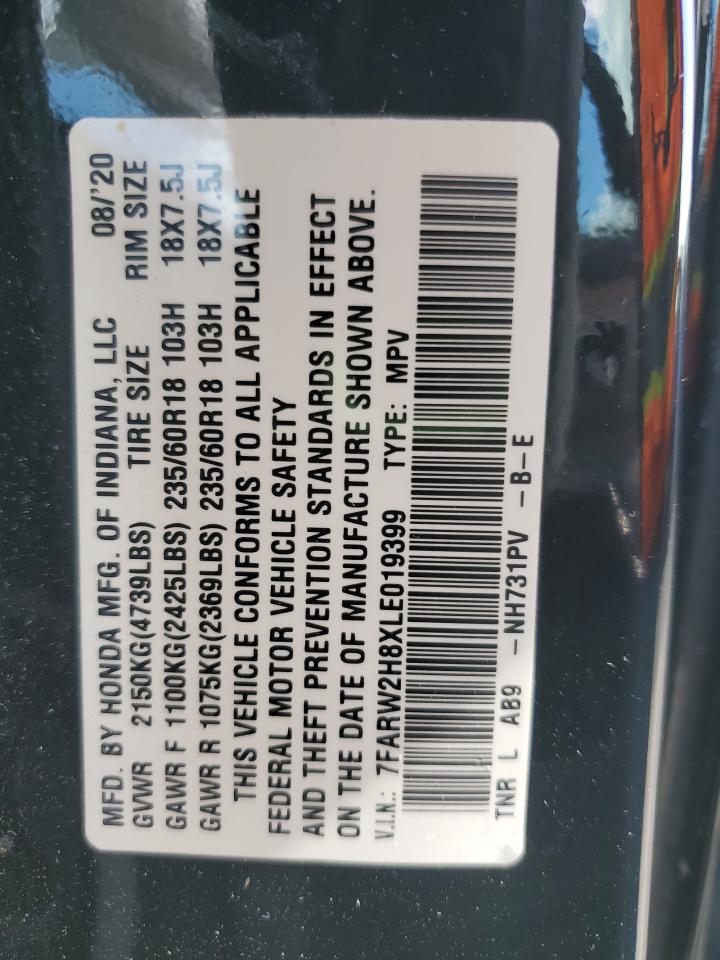 MFD. BY HONDA MFG. OF INDIANA, LLC 08/'20
GVWR 2150KG(4739LBS) TIRE SIZE RIM SIZE
GAWR F 1100KG(2425LBS) 235/60R18 103H 18X7.5J
GAWR R 1075KG(2369LBS) 235/60R18 103H 18X7.5J
THIS VEHICLE CONFORMS TO ALL APPLICABLE
FEDERAL MOTOR VEHICLE SAFETY
AND THEFT PREVENTION STANDARDS IN EFFECT
ON THE DATE OF MANUFACTURE SHOWN ABOVE.
V.I.N.: 7FARW2H8XLE019399 TYPE: MPV
TNR L AB9 -NH731PV -B-E